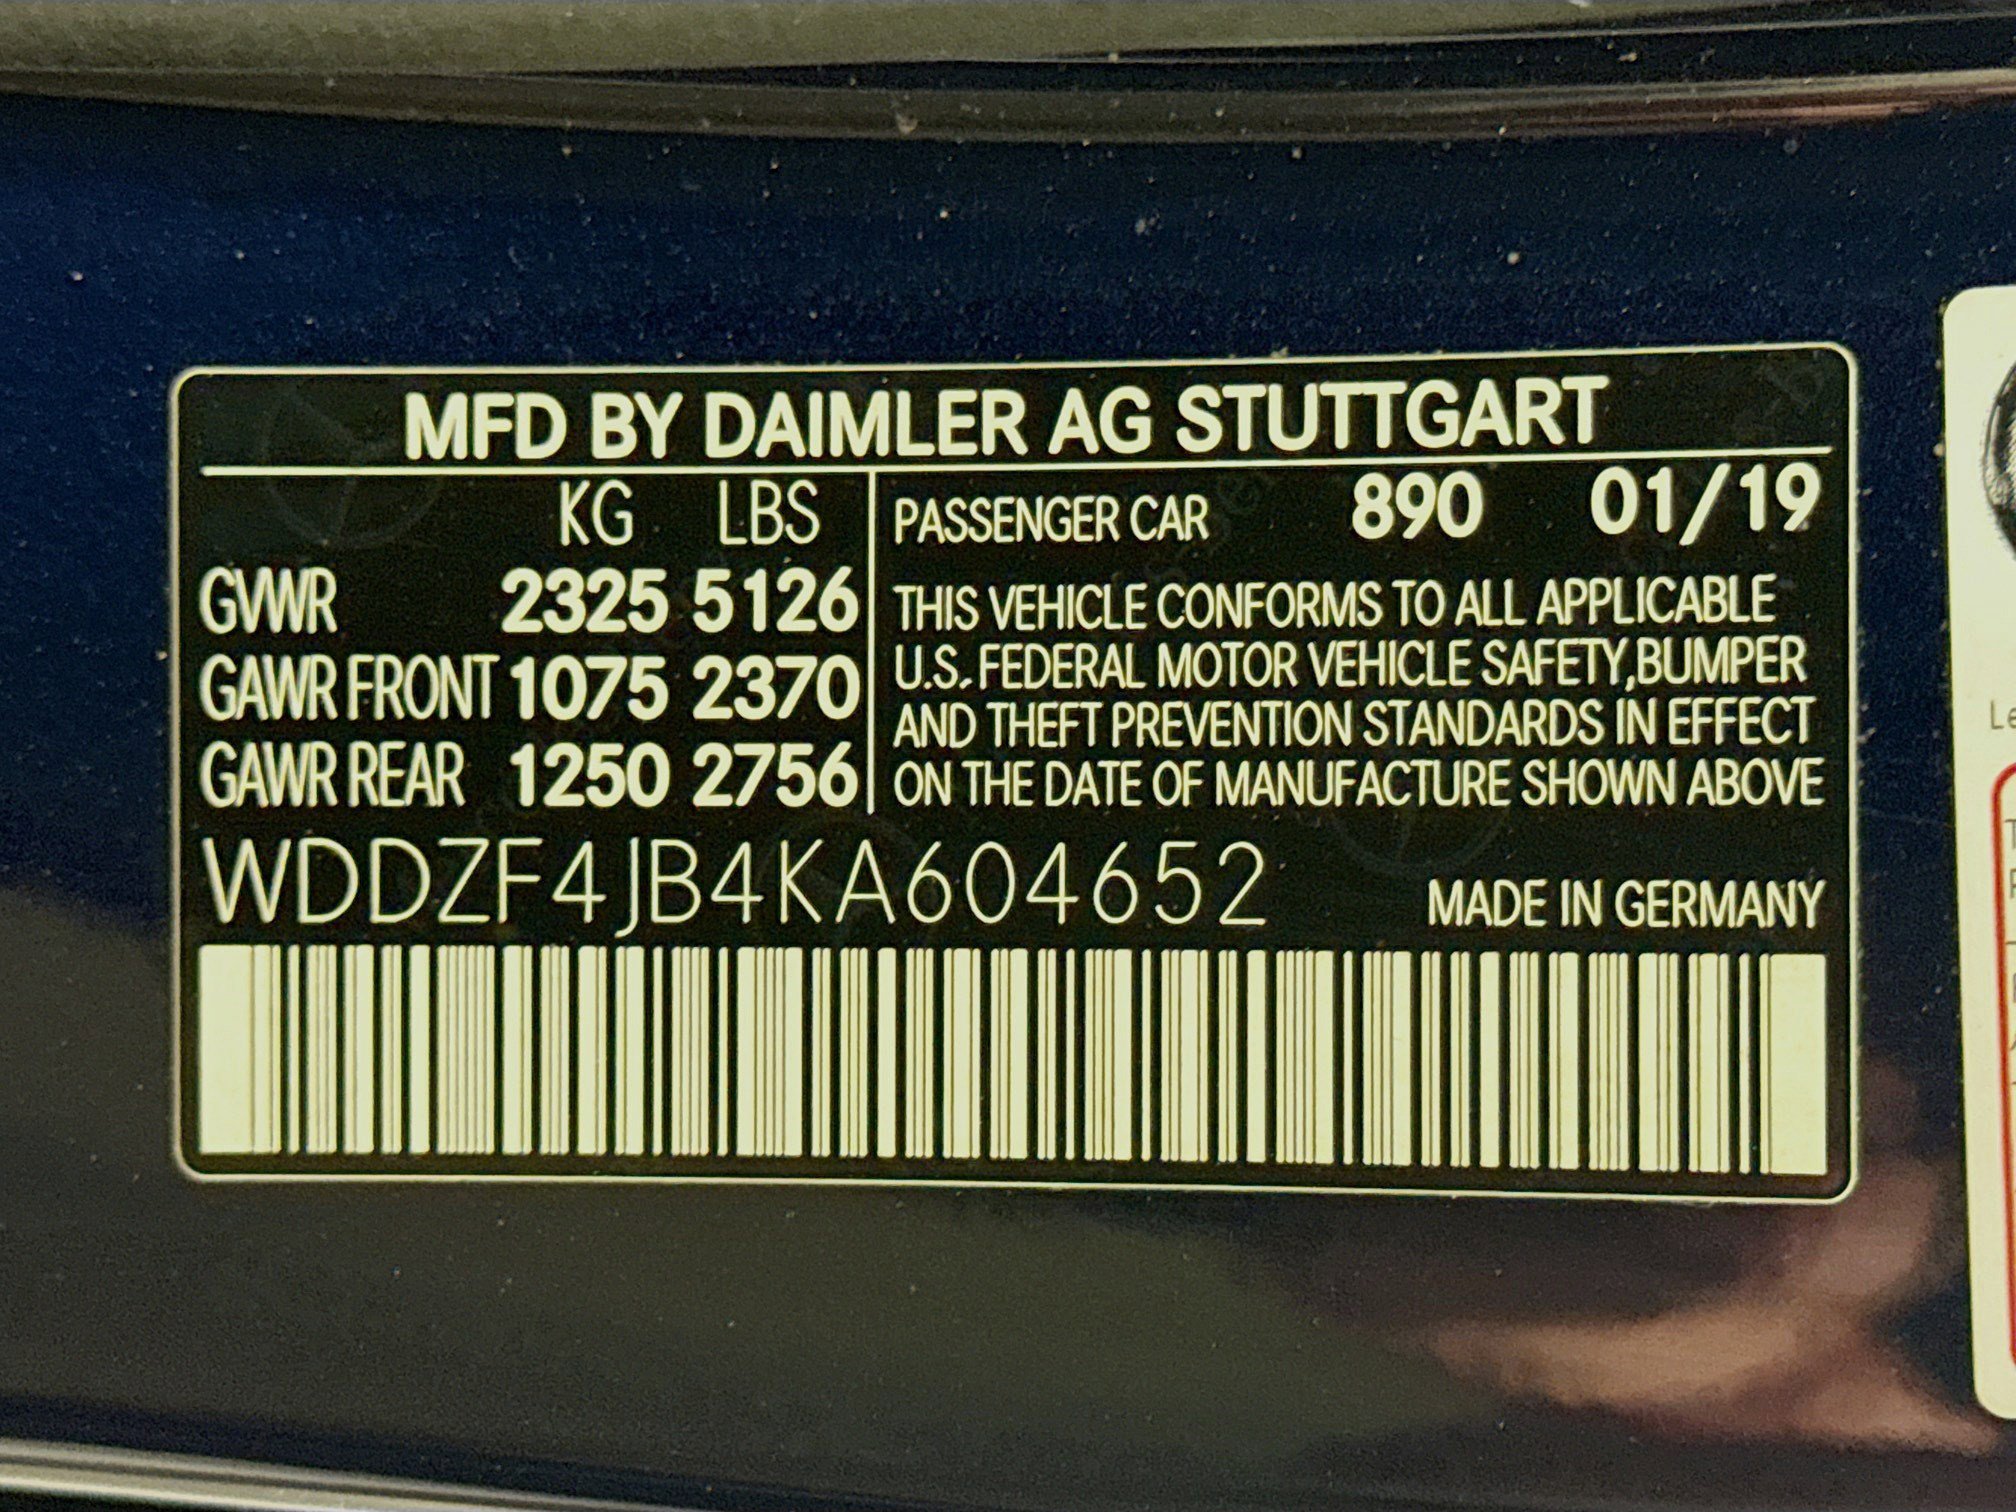 MFD BY DAIMLER AG STUTTGART
KG LBS
GVWR 2325 5126
GAWR FRONT 1075 2370
GAWR REAR 1250 2756
PASSENGER CAR 890 01/19
THIS VEHICLE CONFORMS TO ALL APPLICABLE
U.S. FEDERAL MOTOR VEHICLE SAFETY,BUMPER
AND THEFT PREVENTION STANDARDS IN EFFECT
ON THE DATE OF MANUFACTURE SHOWN ABOVE
WDDZF4JB4KA604652
MADE IN GERMANY